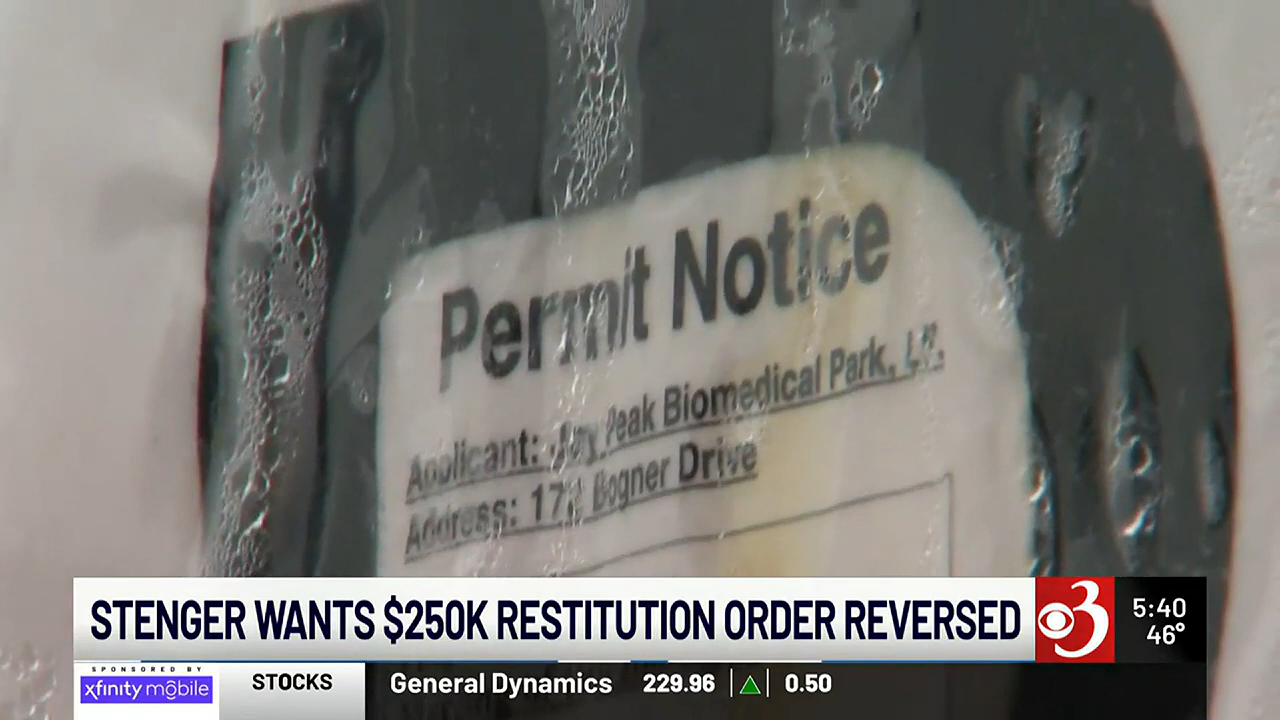 Permit Notice
Applicant: Jay Peak Biomedical Park,
Address: 172 Bogner Drive
STENGER WANTS $250K RESTITUTION ORDER REVERSED
3
5:40
46°
SPONSORED BY
xfinity mobile
STOCKS
General Dynamics 229.96 0.50